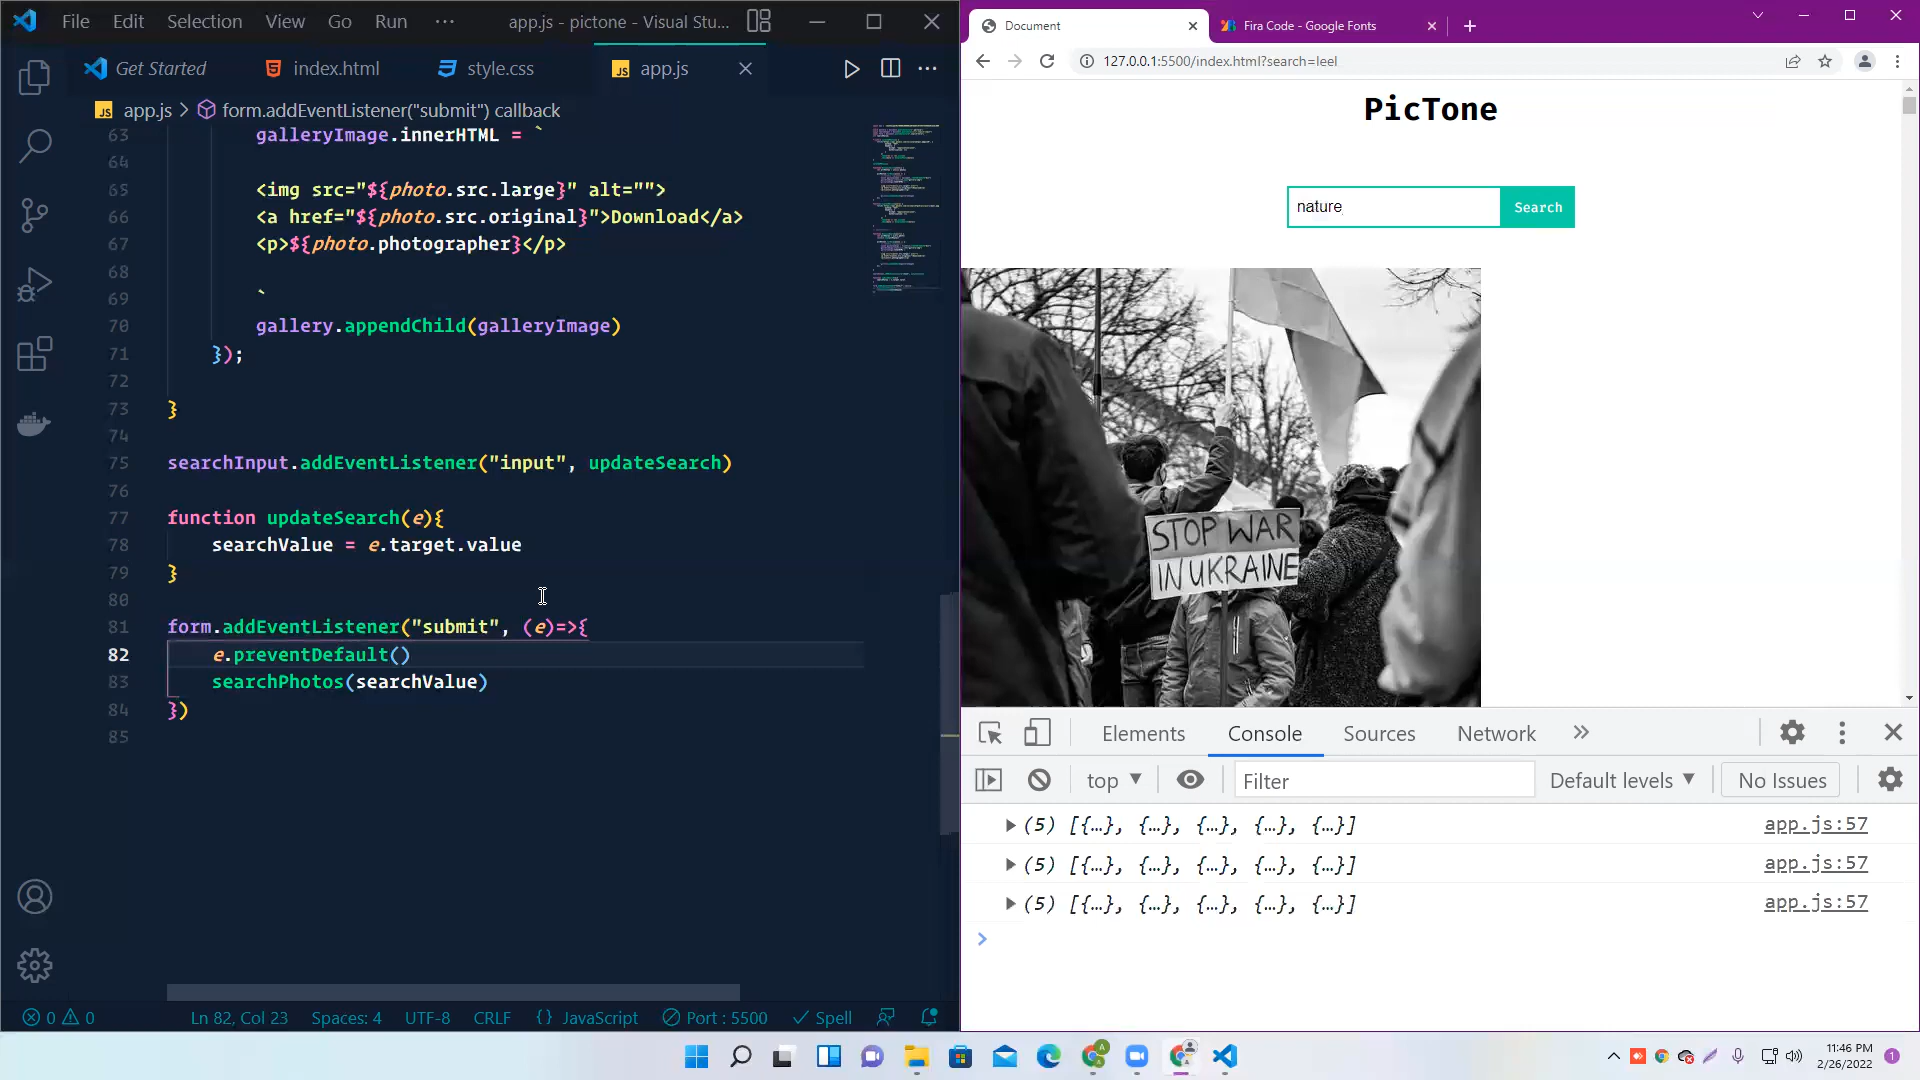 File Edit Selection View Go Run ··· app.js - pictone - Visual Stu...
Get Started index.html style.css app.js
app.js > form.addEventListener("submit") callback
63 galleryImage.innerHTML = `
64
65 <img src="${photo.src.large}" alt="">
66 <a href="${photo.src.original}">Download</a>
67 <p>${photo.photographer}</p>
68
69 `
70 gallery.appendChild(galleryImage)
71 });
72
73 }
74
75 searchInput.addEventListener("input", updateSearch)
76
77 function updateSearch(e){
78 searchValue = e.target.value
79 }
80
81 form.addEventListener("submit", (e)=>{
82 e.preventDefault()
83 searchPhotos(searchValue)
84 })
85
0 0 Ln 82, Col 23 Spaces: 4 UTF-8 CRLF {} JavaScript Port : 5500 Spell
Document Fira Code - Google Fonts
127.0.0.1:5500/index.html?search=leel
PicTone
nature Search
STOP WAR
IN UKRAINE
Elements Console Sources Network
top Filter Default levels No Issues
(5) [{…}, {…}, {…}, {…}, {…}] app.js:57
(5) [{…}, {…}, {…}, {…}, {…}] app.js:57
(5) [{…}, {…}, {…}, {…}, {…}] app.js:57
11:46 PM
2/26/2022
1